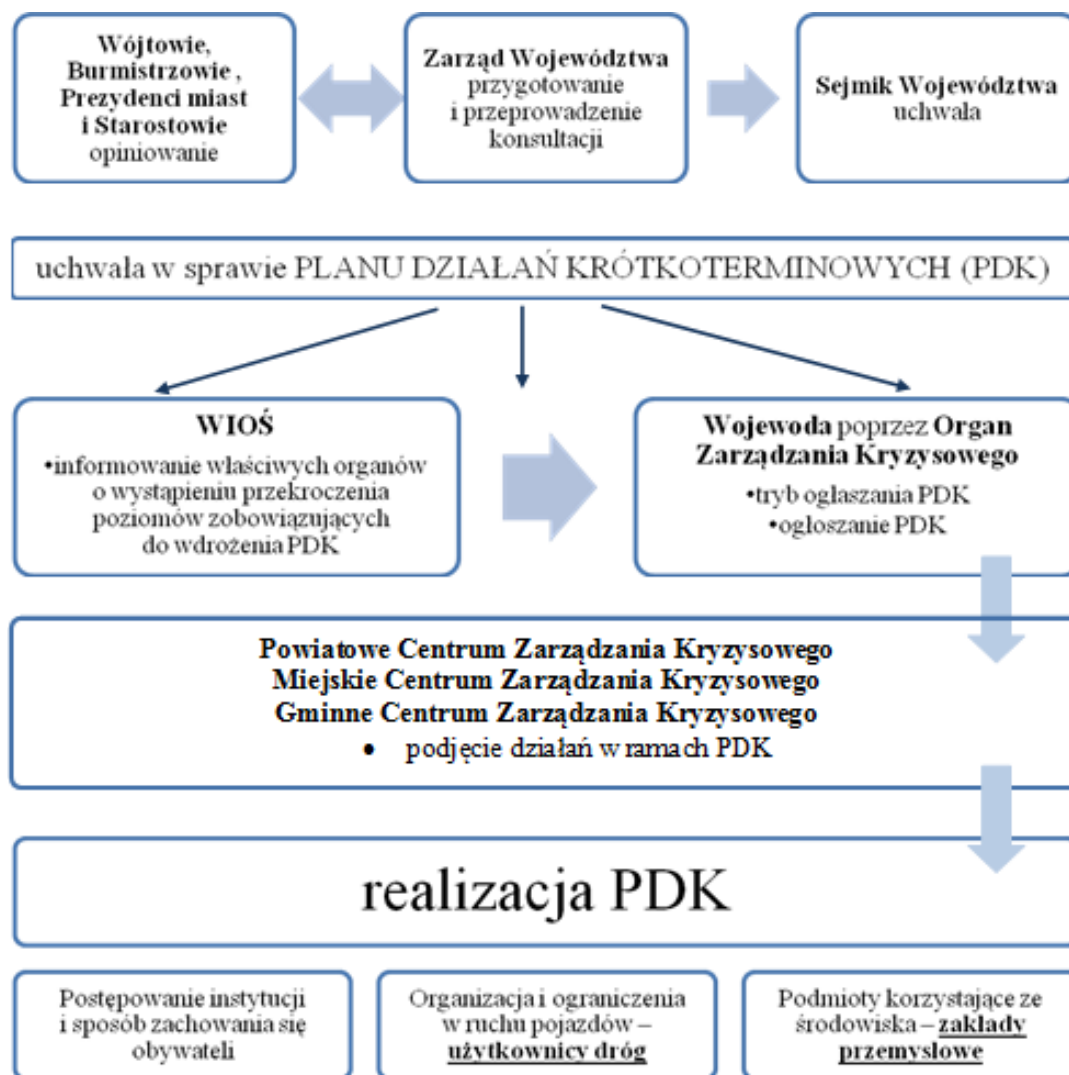 Wójtowie,
Burmistrzowie ,
Prezydenci miast
i Starostowie
opiniowanie
Zarząd Województwa
przygotowanie
i przeprowadzenie
konsultacji
Sejmik Województwa
uchwala
uchwała w sprawie PLANU DZIAŁAŃ KRÓTKOTERMINOWYCH (PDK)
WIOŚ
•informowanie właściwych organów
o wystąpieniu przekroczenia
poziomów zobowiązujących
do wdrożenia PDK
Wojewoda poprzez Organ
Zarządzania Kryzysowego
•tryb ogłaszania PDK
•ogłoszanie PDK
Powiatowe Centrum Zarządzania Kryzysowego
Miejskie Centrum Zarządzania Kryzysowego
Gminne Centrum Zarządzania Kryzysowego
• podjęcie działań w ramach PDK
realizacja PDK
Postępowanie instytucji
i sposób zachowania się
obywateli
Organizacja i ograniczenia
w ruchu pojazdów –
użytkownicy dróg
Podmioty korzystające ze
środowiska – zakłady
przemysłowe